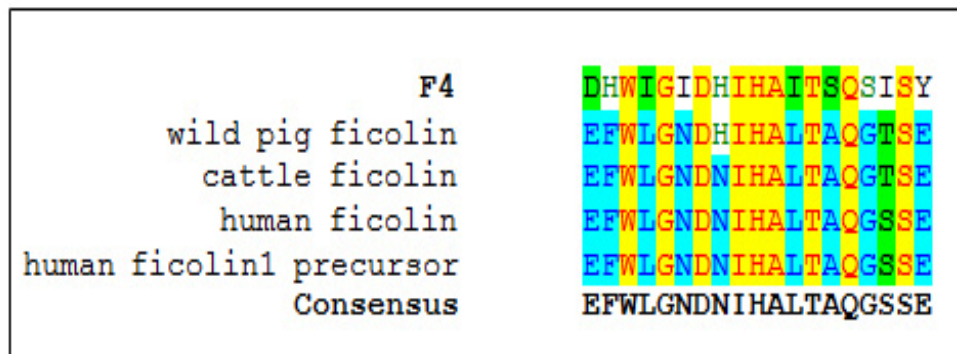 F4 DHWIGIDHIHAITSQSISY
wild pig ficolin EFWLGNDHIHALTAQGTSE
cattle ficolin EFWLGNDNIHALTAQGTSE
human ficolin EFWLGNDNIHALTAQGSSE
human ficolin1 precursor EFWLGNDNIHALTAQGSSE
Consensus EFWLGNDNIHALTAQGSSE